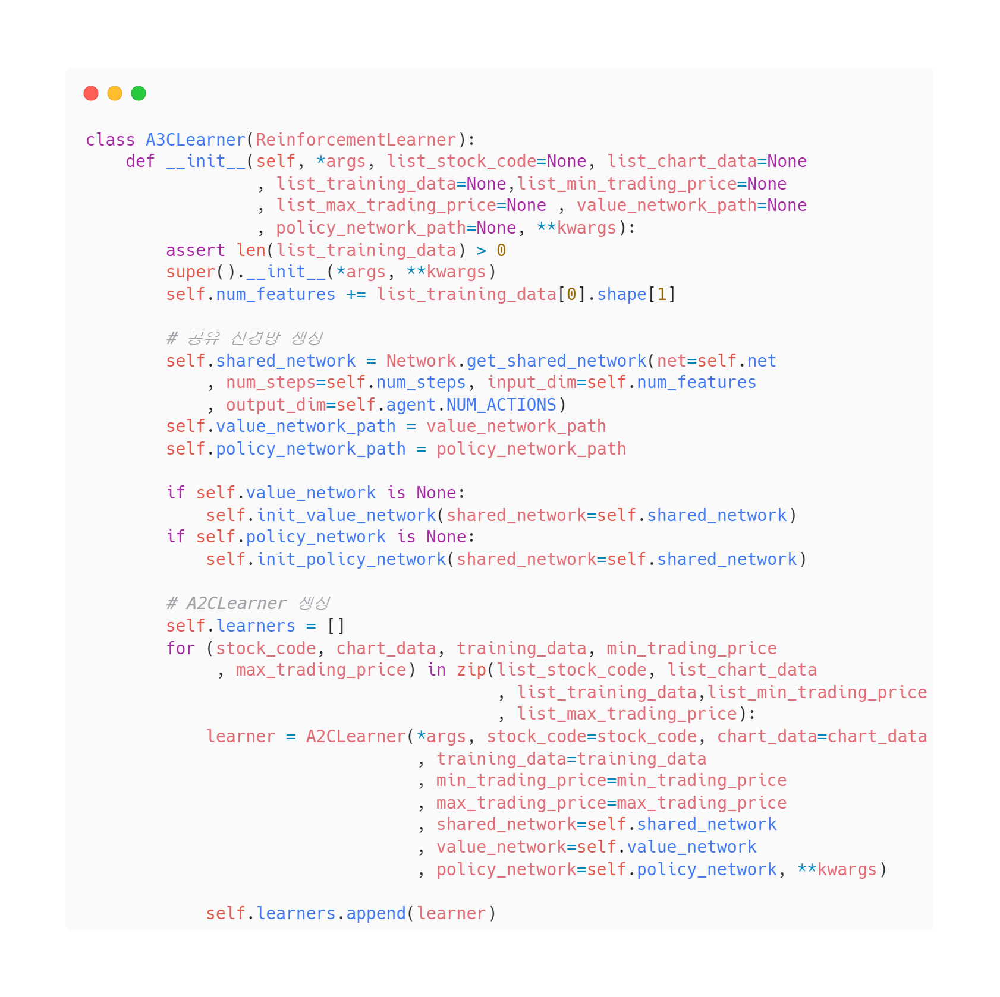 class A3CLearner(ReinforcementLearner):
    def __init__(self, *args, list_stock_code=None, list_chart_data=None
                 , list_training_data=None,list_min_trading_price=None
                 , list_max_trading_price=None , value_network_path=None
                 , policy_network_path=None, **kwargs):
        assert len(list_training_data) > 0
        super().__init__(*args, **kwargs)
        self.num_features += list_training_data[0].shape[1]

        # 공유 신경망 생성
        self.shared_network = Network.get_shared_network(net=self.net
            , num_steps=self.num_steps, input_dim=self.num_features
            , output_dim=self.agent.NUM_ACTIONS)
        self.value_network_path = value_network_path
        self.policy_network_path = policy_network_path

        if self.value_network is None:
            self.init_value_network(shared_network=self.shared_network)
        if self.policy_network is None:
            self.init_policy_network(shared_network=self.shared_network)

        # A2CLearner 생성
        self.learners = []
        for (stock_code, chart_data, training_data, min_trading_price
             , max_trading_price) in zip(list_stock_code, list_chart_data
                                         , list_training_data,list_min_trading_price
                                         , list_max_trading_price):
            learner = A2CLearner(*args, stock_code=stock_code, chart_data=chart_data
                                 , training_data=training_data
                                 , min_trading_price=min_trading_price
                                 , max_trading_price=max_trading_price
                                 , shared_network=self.shared_network
                                 , value_network=self.value_network
                                 , policy_network=self.policy_network, **kwargs)

            self.learners.append(learner)